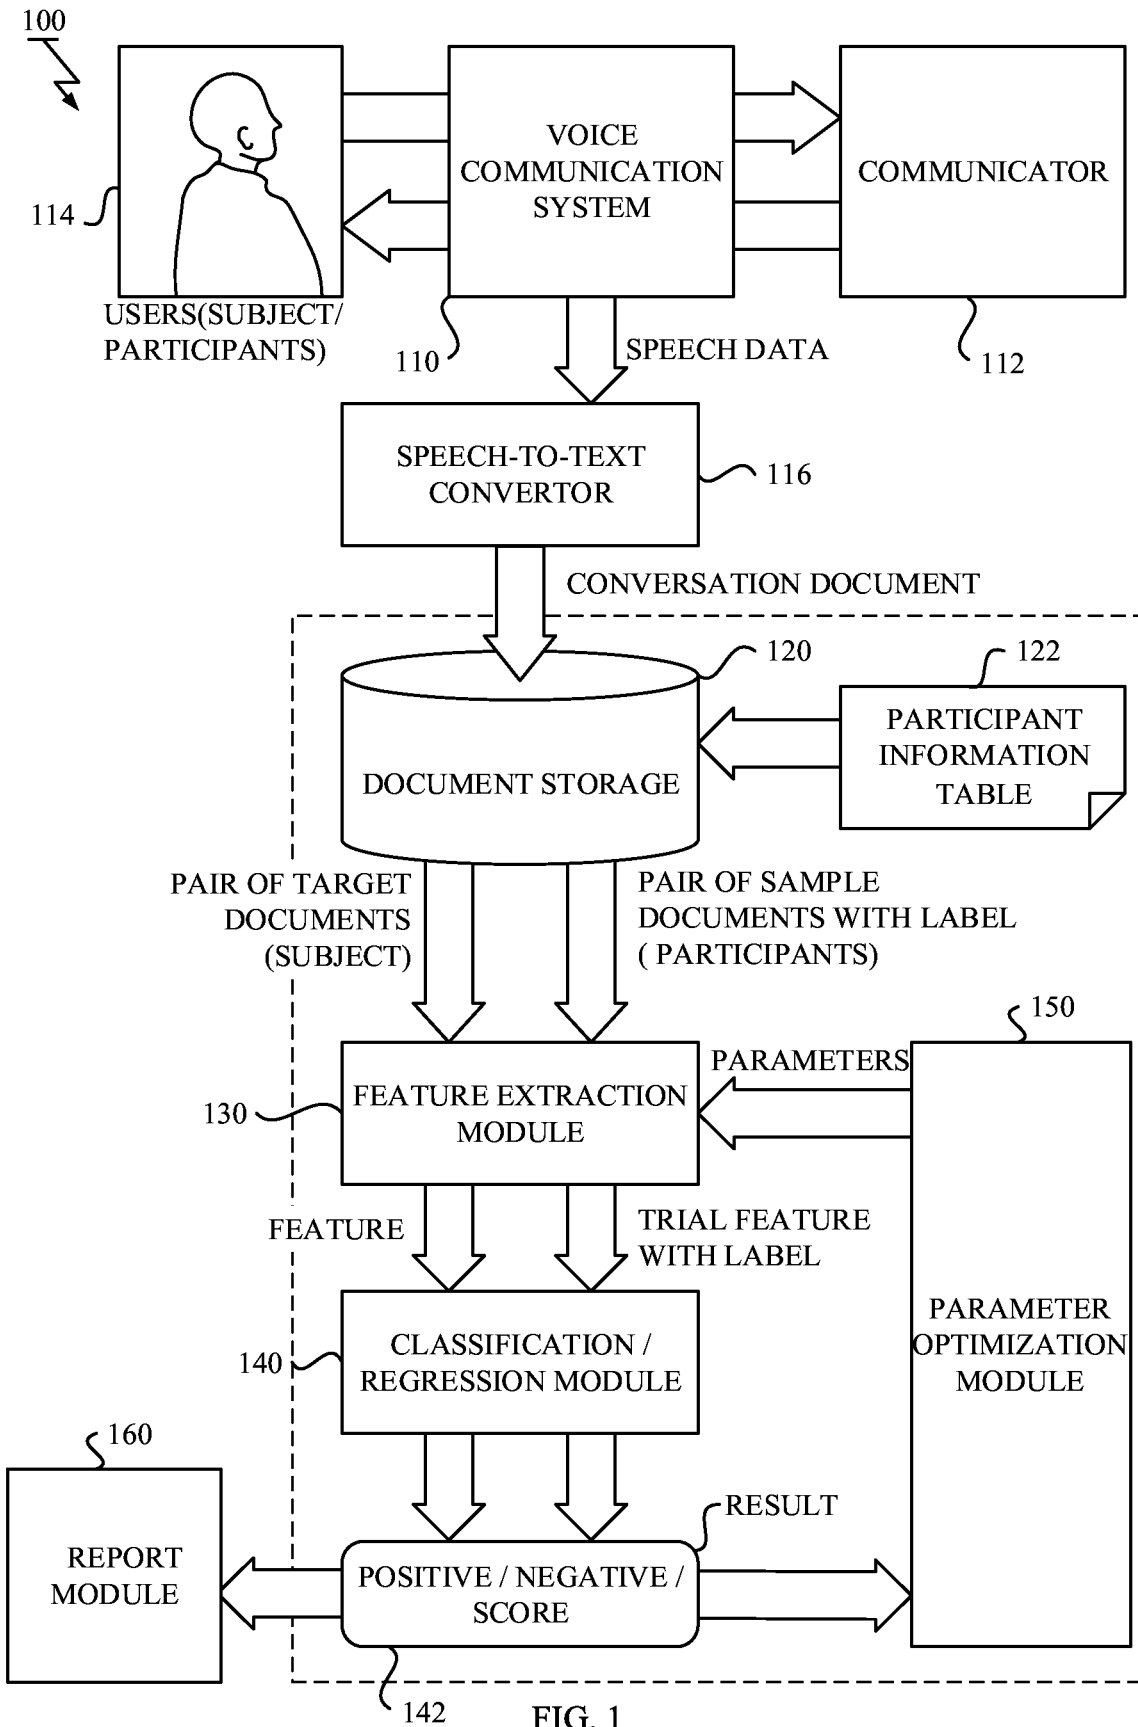 100
VOICE
COMMUNICATION
SYSTEM
COMMUNICATOR
114
USERS(SUBJECT/
PARTICIPANTS)
110
SPEECH DATA
112
SPEECH-TO-TEXT
CONVERTOR
116
CONVERSATION DOCUMENT
120
122
PARTICIPANT
INFORMATION
TABLE
DOCUMENT STORAGE
PAIR OF TARGET
DOCUMENTS
(SUBJECT)
PAIR OF SAMPLE
DOCUMENTS WITH LABEL
( PARTICIPANTS)
150
PARAMETERS
130
FEATURE EXTRACTION
MODULE
FEATURE
TRIAL FEATURE
WITH LABEL
PARAMETER
OPTIMIZATION
MODULE
140
CLASSIFICATION /
REGRESSION MODULE
160
RESULT
REPORT
MODULE
POSITIVE / NEGATIVE /
SCORE
142
FIG. 1